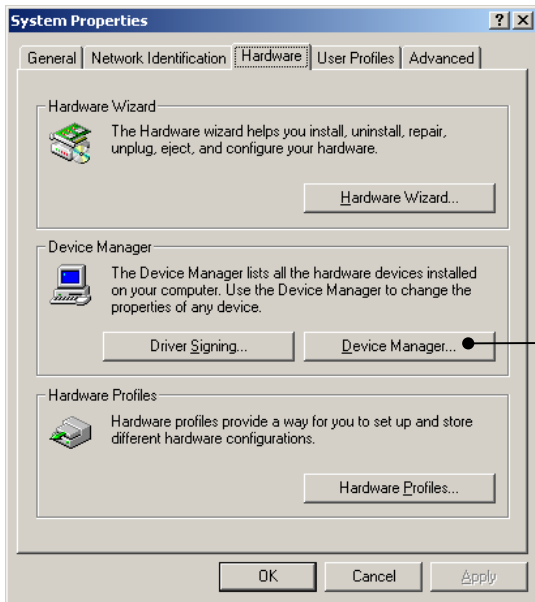 System Properties
General Network Identification Hardware User Profiles Advanced
Hardware Wizard
The Hardware wizard helps you install, uninstall, repair,
unplug, eject, and configure your hardware.
Hardware Wizard...
Device Manager
The Device Manager lists all the hardware devices installed
on your computer. Use the Device Manager to change the
properties of any device.
Driver Signing... Device Manager...
Hardware Profiles
Hardware profiles provide a way for you to set up and store
different hardware configurations.
Hardware Profiles...
OK Cancel Apply